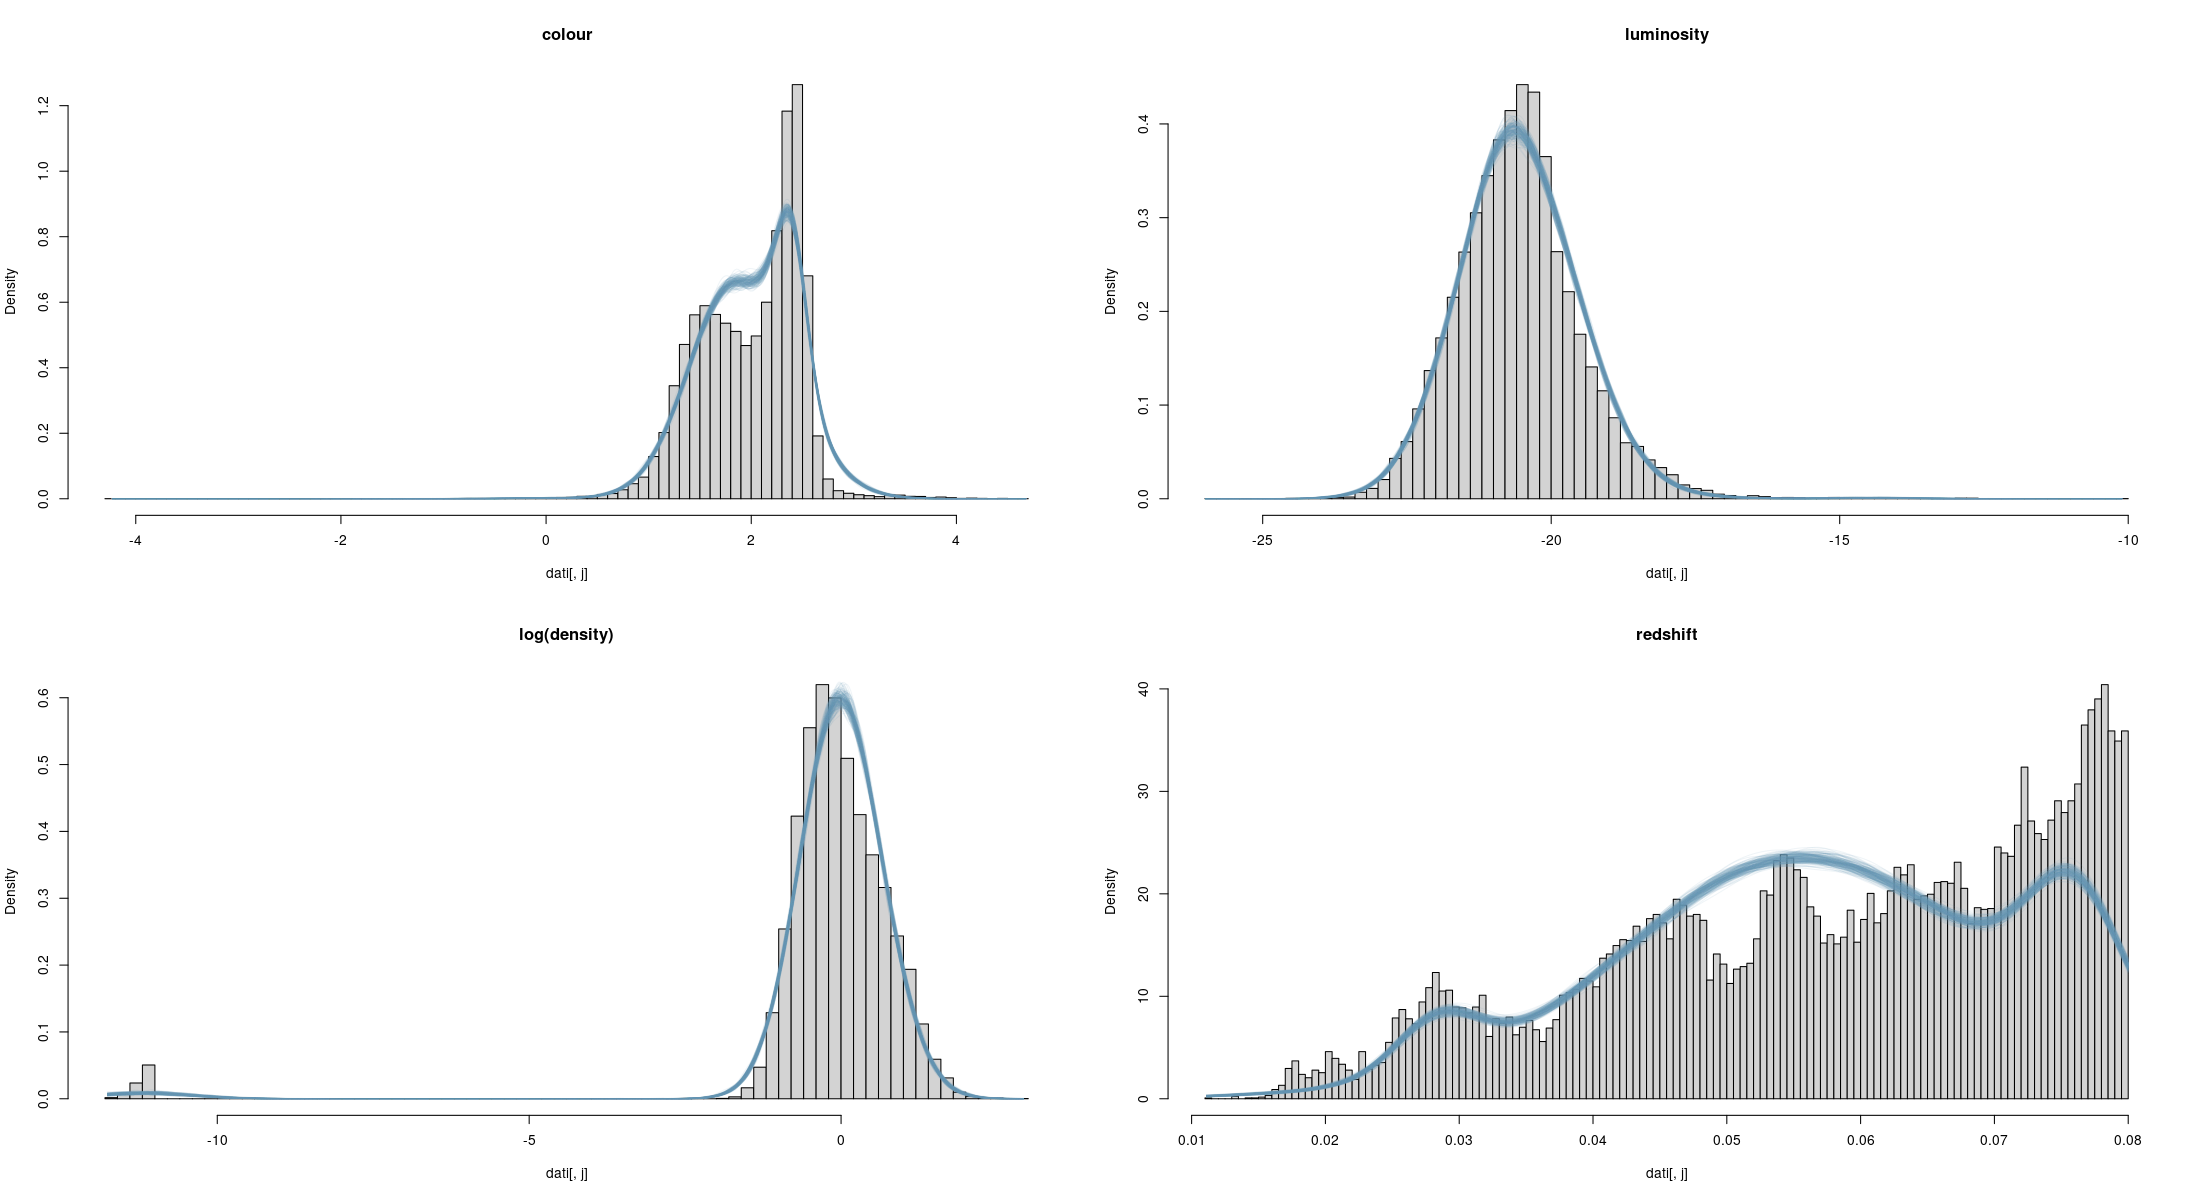 colour
Density
0.0 0.2 0.4 0.6 0.8 1.0 1.2
-4 -2 0 2 4
dati[, j]
luminosity
Density
0.0 0.1 0.2 0.3 0.4
-25 -20 -15 -10
dati[, j]
log(density)
Density
0.0 0.1 0.2 0.3 0.4 0.5 0.6
-10 -5 0
dati[, j]
redshift
Density
0 10 20 30 40
0.01 0.02 0.03 0.04 0.05 0.06 0.07 0.08
dati[, j]